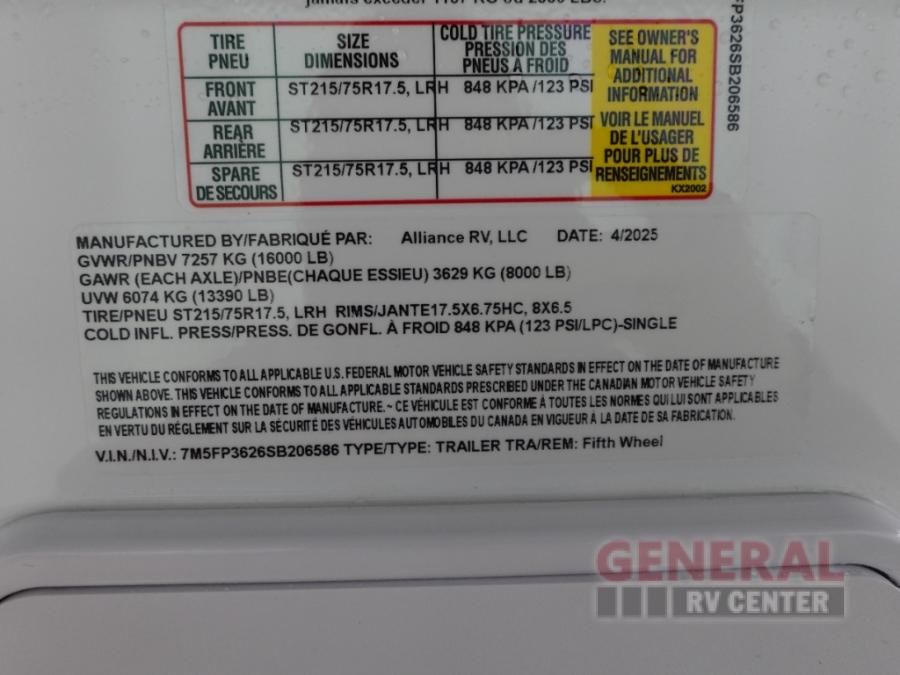 jamais exceder 1167 KG ou 2630 LBS.
TIRE PNEU SIZE DIMENSIONS COLD TIRE PRESSURE PRESSION DES PNEUS À FROID
FRONT AVANT ST215/75R17.5, LRH 848 KPA /123 PSI
REAR ARRIÈRE ST215/75R17.5, LRH 848 KPA /123 PSI
SPARE DE SECOURS ST215/75R17.5, LRH 848 KPA /123 PSI
SEE OWNER'S
MANUAL FOR
ADDITIONAL
INFORMATION
VOIR LE MANUEL
DE L'USAGER
POUR PLUS DE
RENSEIGNEMENTS
KX2002
FP3626SB206586
MANUFACTURED BY/FABRIQUÉ PAR: Alliance RV, LLC DATE: 4/2025
GVWR/PNBV 7257 KG (16000 LB)
GAWR (EACH AXLE)/PNBE(CHAQUE ESSIEU) 3629 KG (8000 LB)
UVW 6074 KG (13390 LB)
TIRE/PNEU ST215/75R17.5, LRH RIMS/JANTE17.5X6.75HC, 8X6.5
COLD INFL. PRESS/PRESS. DE GONFL. À FROID 848 KPA (123 PSI/LPC)-SINGLE
THIS VEHICLE CONFORMS TO ALL APPLICABLE U.S. FEDERAL MOTOR VEHICLE SAFETY STANDARDS IN EFFECT ON THE DATE OF MANUFACTURE
SHOWN ABOVE. THIS VEHICLE CONFORMS TO ALL APPLICABLE STANDARDS PRESCRIBED UNDER THE CANADIAN MOTOR VEHICLE SAFETY
REGULATIONS IN EFFECT ON THE DATE OF MANUFACTURE.~ CE VÉHICULE EST CONFORME À TOUTES LES NORMES QUI LUI SONT APPLICABLES
EN VERTU DU RÉGLEMENT SUR LA SÉCURITÉ DES VÉHICULES AUTOMOBILES DU CANADA EN VIGUEUR À LA DATE DE SA FABRICATION.
V.I.N./N.I.V.: 7M5FP3626SB206586 TYPE/TYPE: TRAILER TRA/REM: Fifth Wheel
GENERAL
RV CENTER